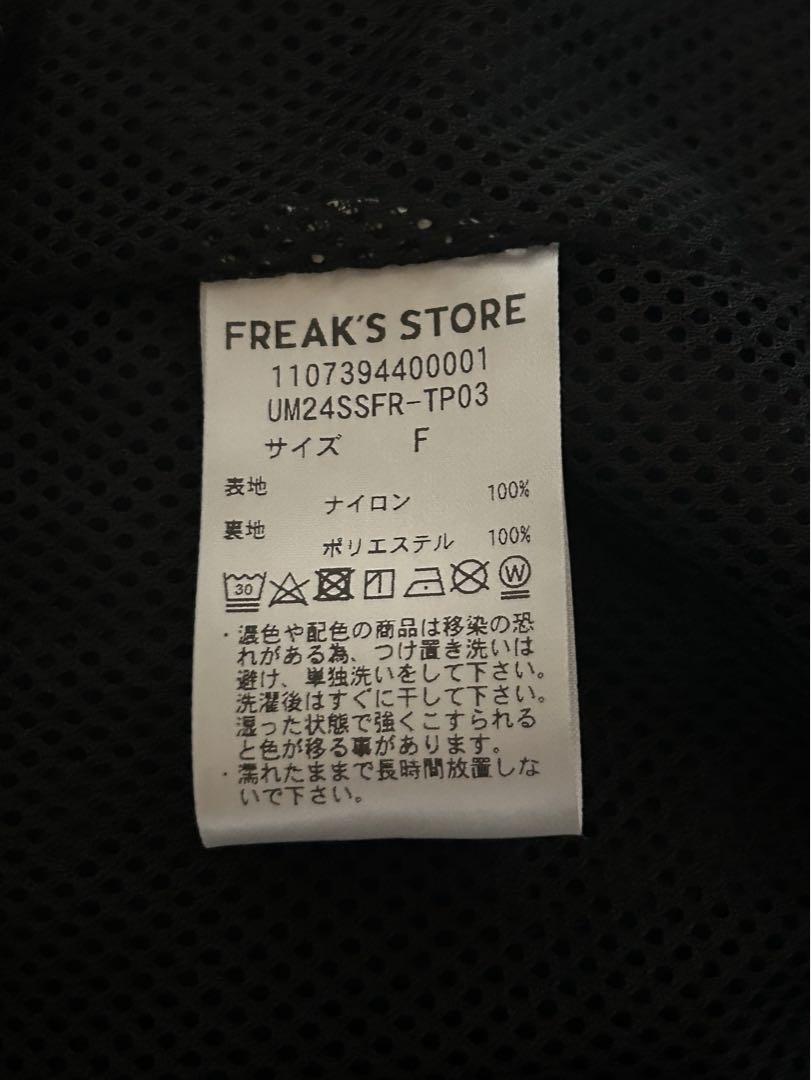 FREAK'S STORE
1107394400001
UM24SSFR-TP03
サイズ F
表地
ナイロン 100%
裏地
ポリエステル 100%
30 W
・濃色や配色の商品は移染の恐
れがある為、つけ置き洗いは
避け、単独洗いをして下さい。
洗濯後はすぐに干して下さい。
湿った状態で強くこすられる
と色が移る事があります。
・濡れたままで長時間放置しな
いで下さい。